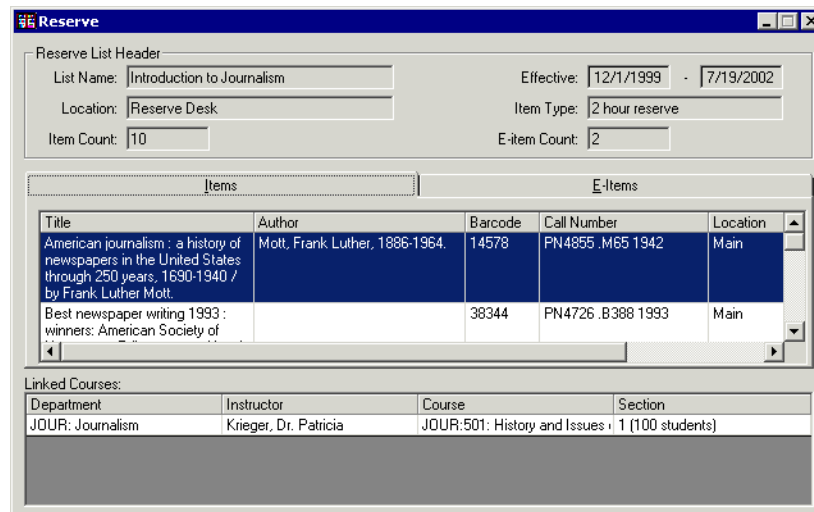 Reserve
Reserve List Header
List Name: Introduction to Journalism Effective: 12/1/1999 - 7/19/2002
Location: Reserve Desk Item Type: 2 hour reserve
Item Count: 10 E-item Count: 2
Items E-Items
Title Author Barcode Call Number Location
American journalism : a history of Mott, Frank Luther, 1886-1964. 14578 PN4855 .M65 1942 Main
newspapers in the United States
through 250 years, 1690-1940 /
by Frank Luther Mott.
Best newspaper writing 1993 : 38344 PN4726 .B388 1993 Main
winners: American Society of
Linked Courses:
Department Instructor Course Section
JOUR: Journalism Krieger, Dr. Patricia JOUR:501: History and Issues 1 (100 students)